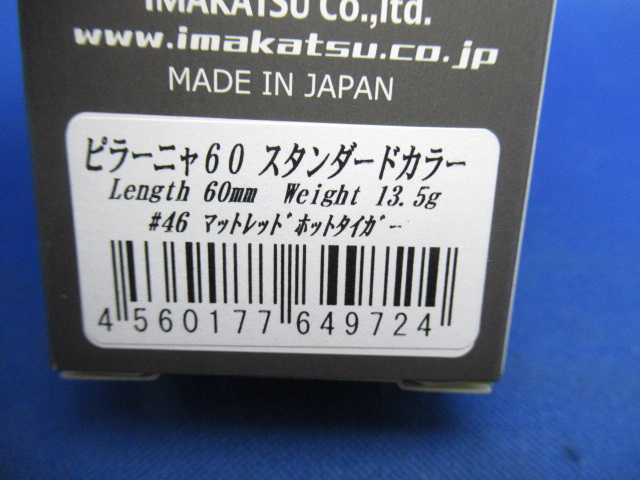 IMAKATSU Co.,ltd.
www.imakatsu.co.jp
MADE IN JAPAN
ピラーニャ60 スタンダードカラー
Length 60mm Weight 13.5g
#46 マットレッドホットタイガー
4 560177 649724